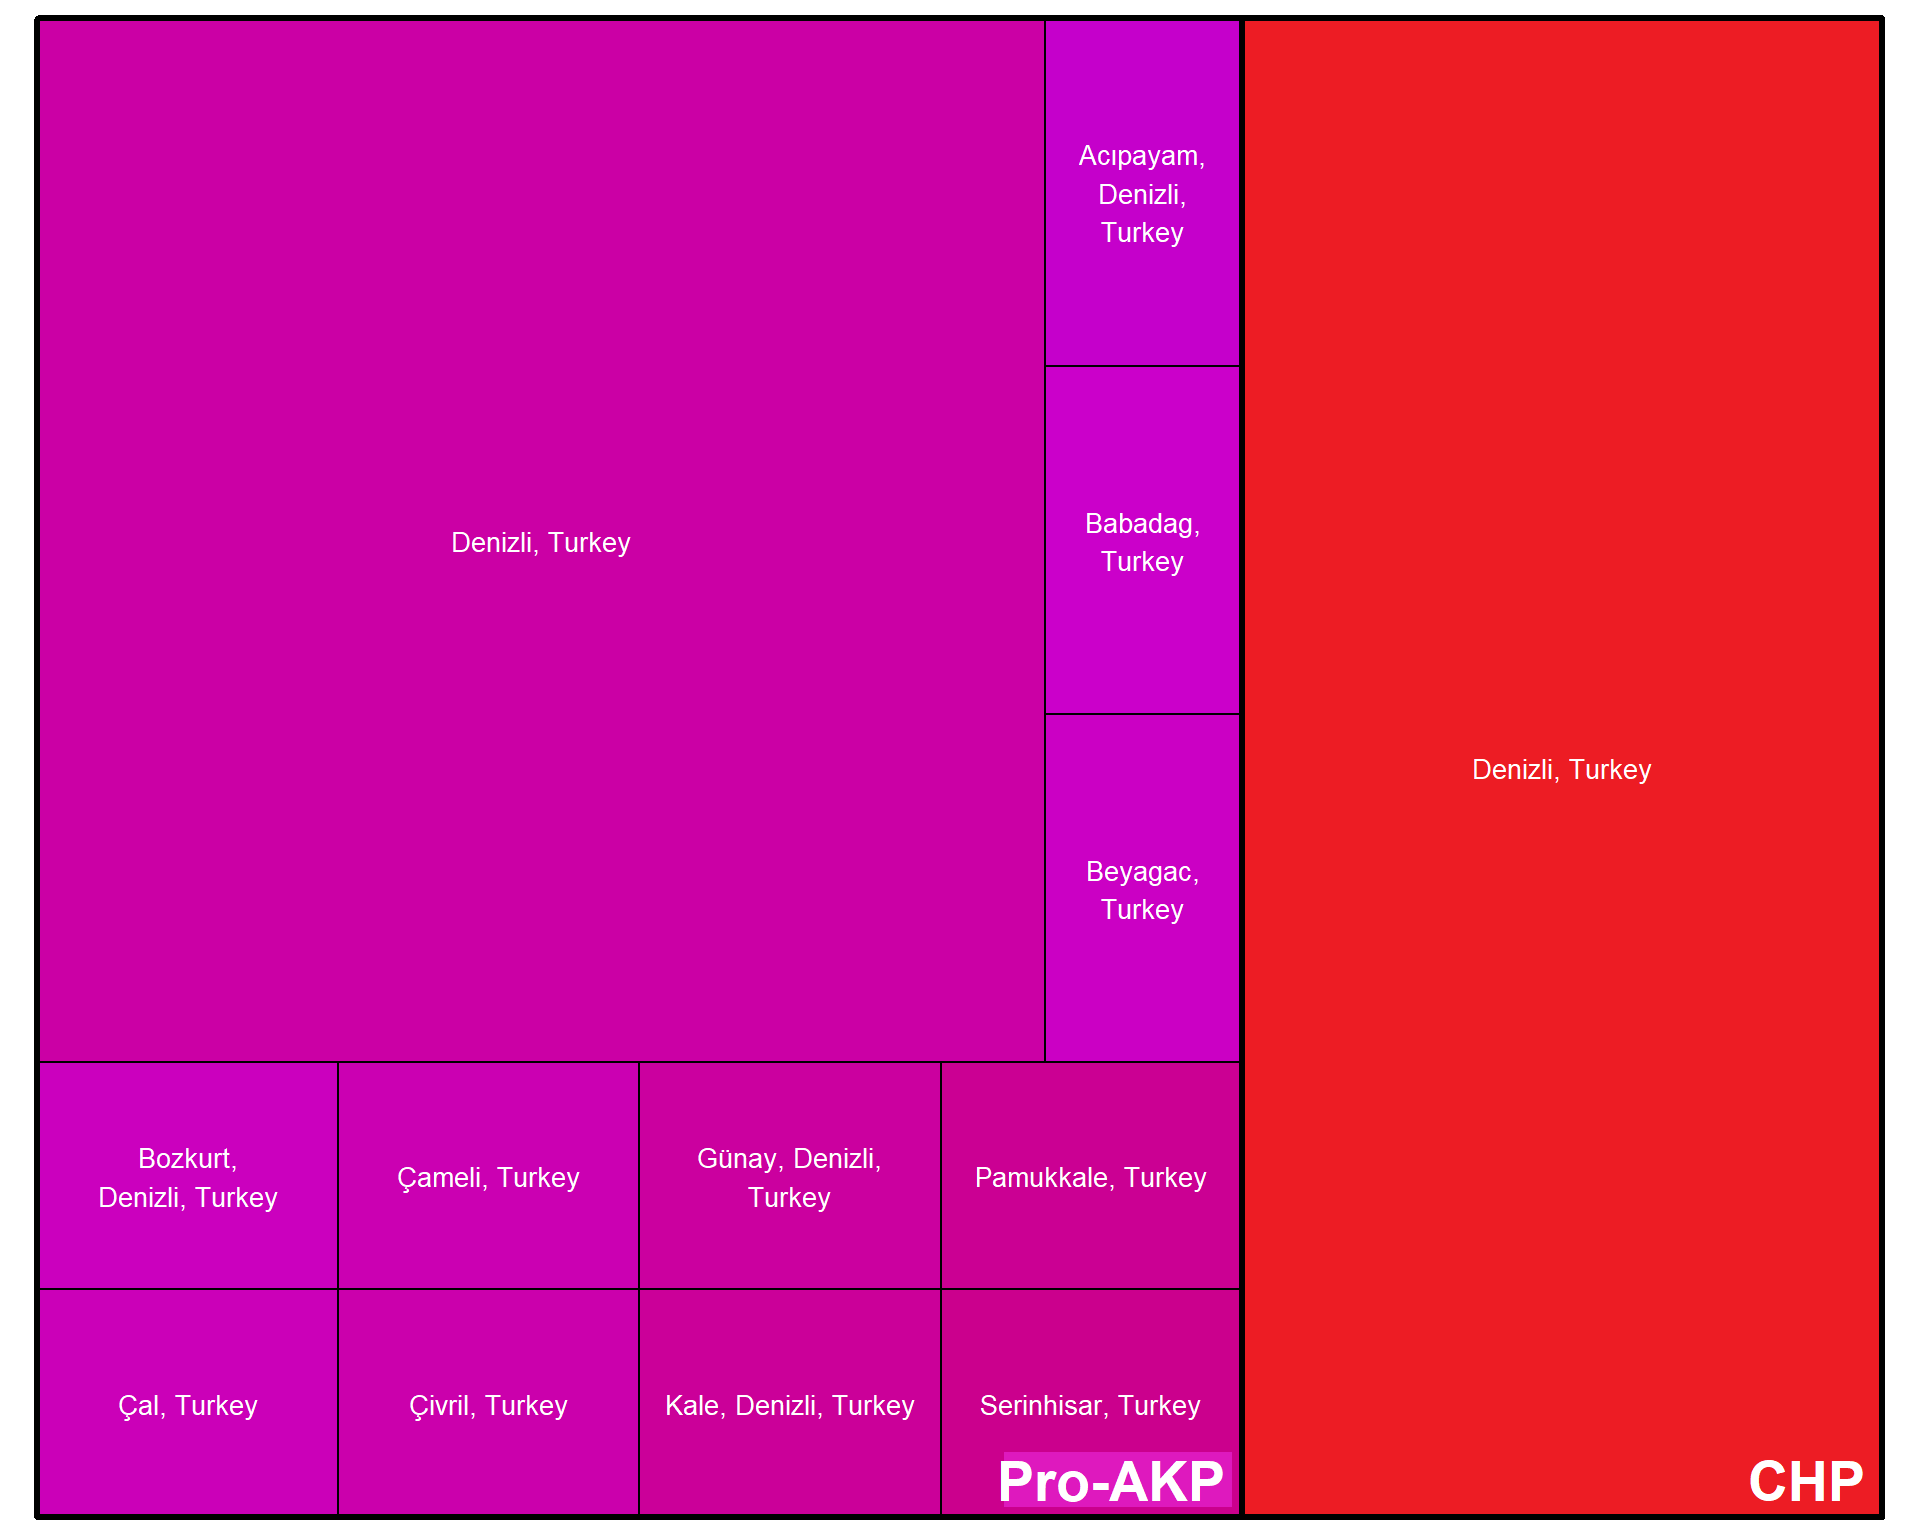 Denizli, Turkey
Acıpayam,
Denizli,
Turkey
Babadag,
Turkey
Beyagac,
Turkey
Bozkurt,
Denizli, Turkey
Çameli, Turkey
Günay, Denizli,
Turkey
Pamukkale, Turkey
Çal, Turkey
Çivril, Turkey
Kale, Denizli, Turkey
Serinhisar, Turkey
Pro-AKP
Denizli, Turkey
CHP